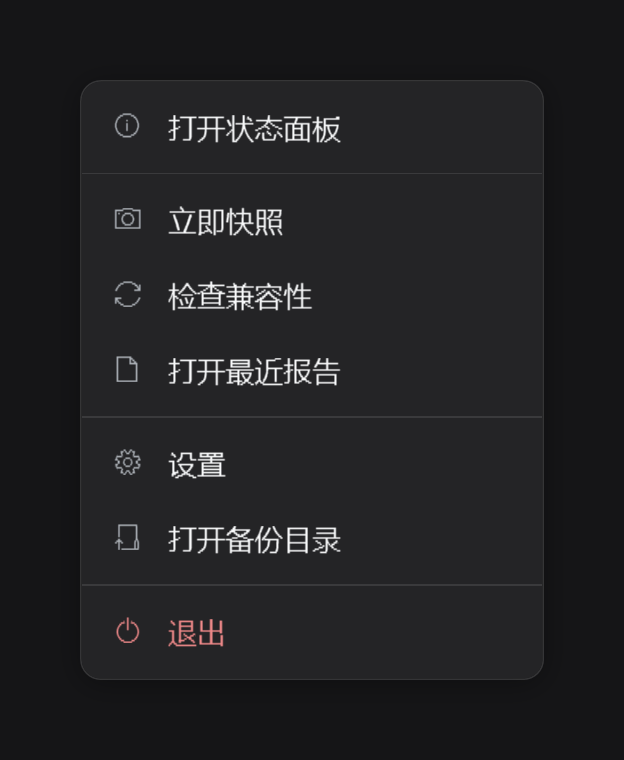 打开状态面板
立即快照
检查兼容性
打开最近报告
设置
打开备份目录
退出